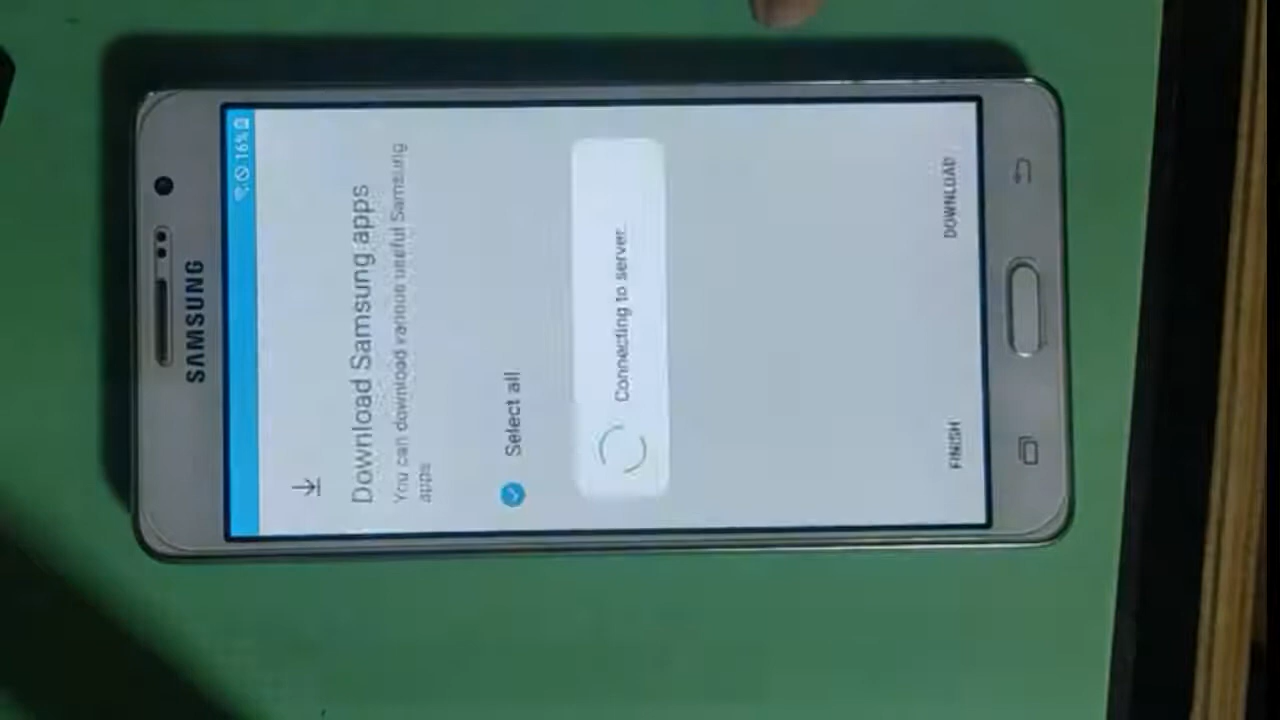 SAMSUNG
16%
Download Samsung apps
You can download various useful Samsung
apps
Select all
Connecting to server...
FINISH
DOWNLOAD